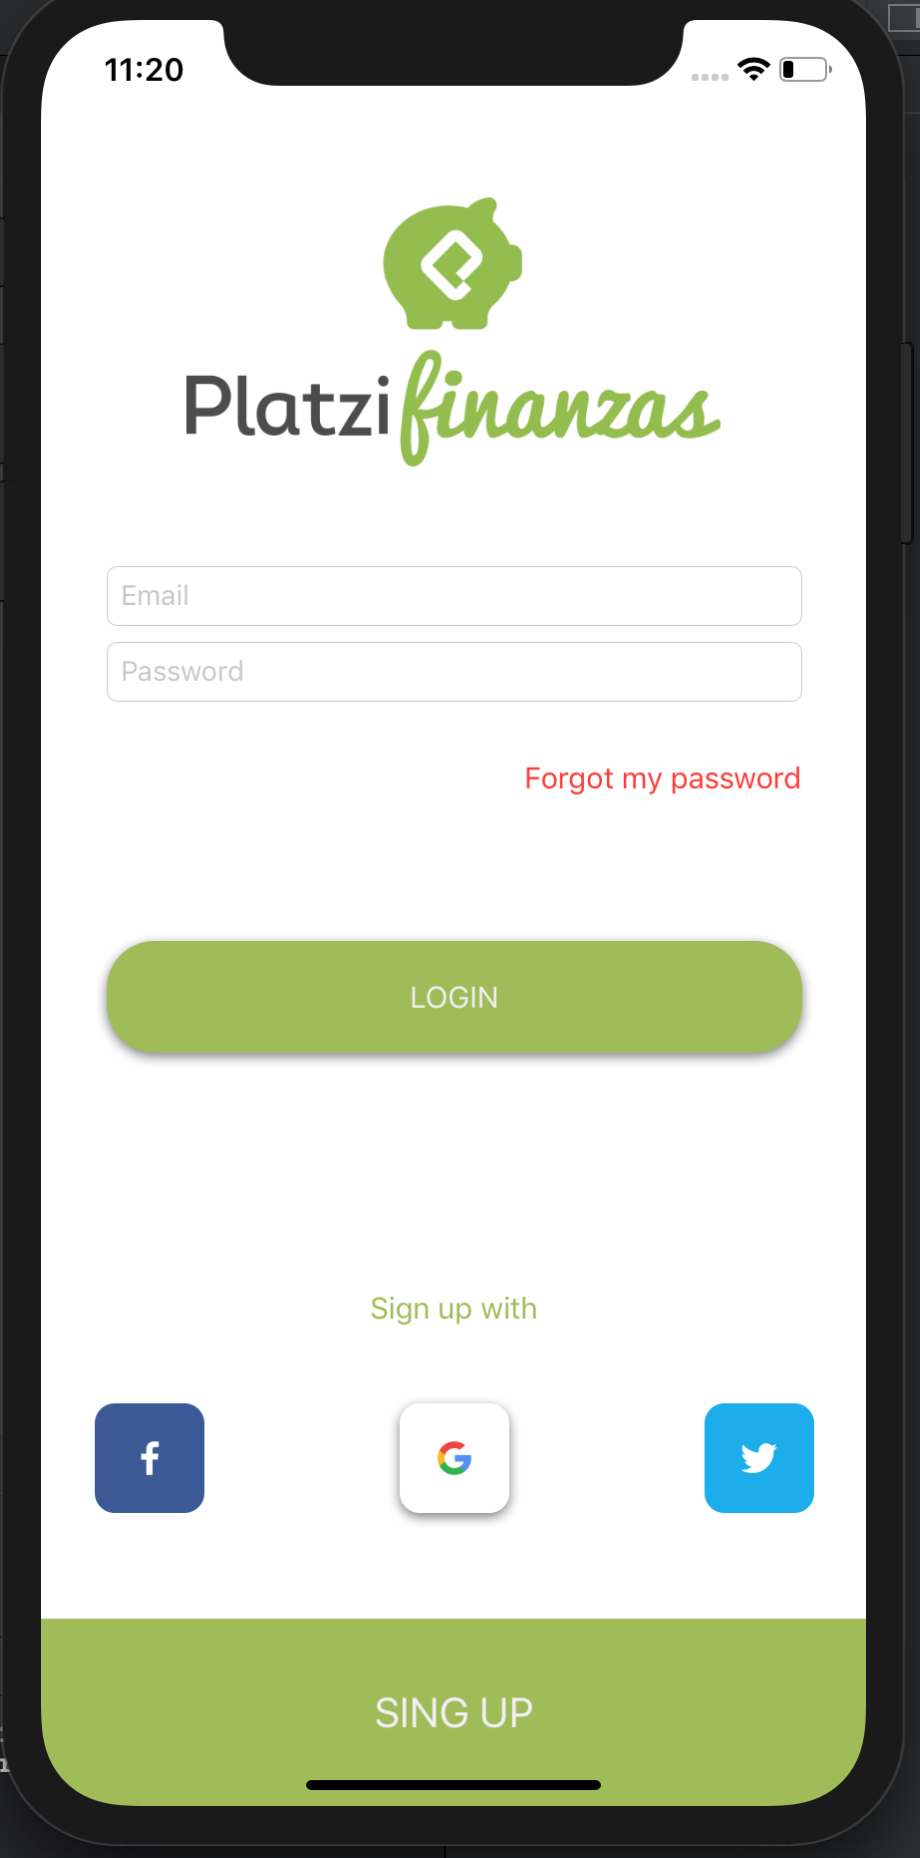 11:20
Platzi finanzas
Email
Password
Forgot my password
LOGIN
Sign up with
SING UP